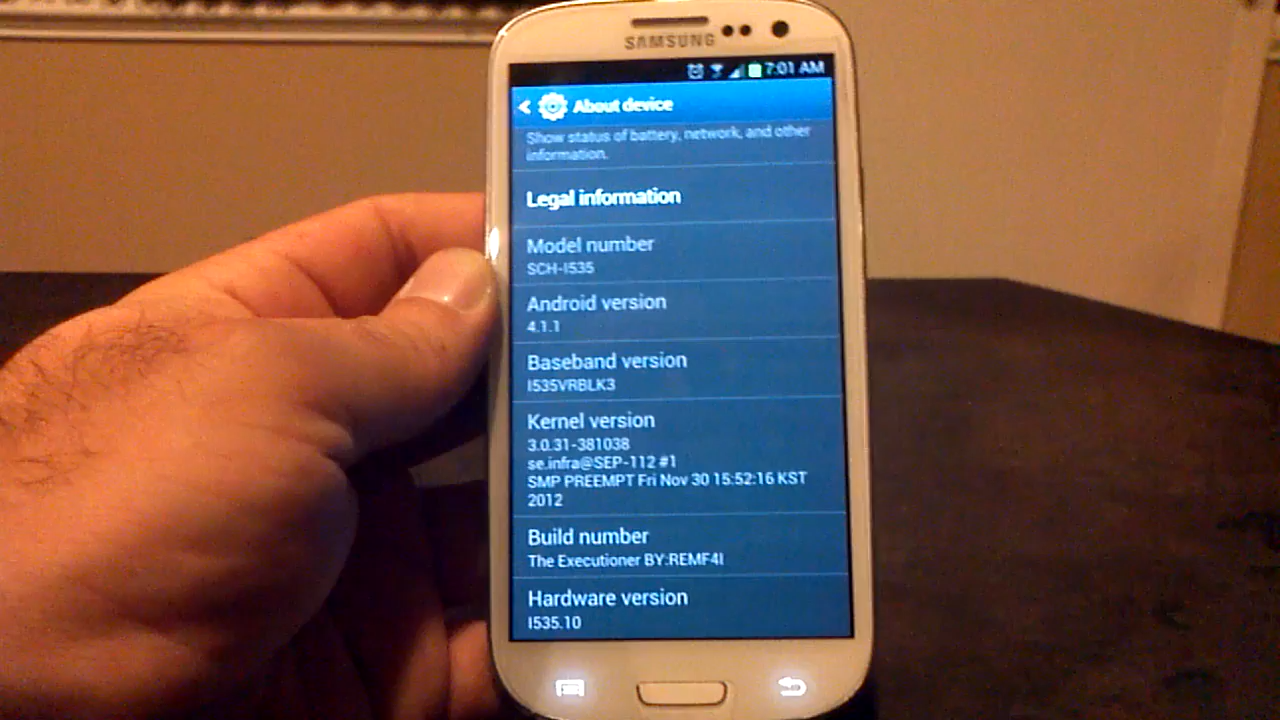 SAMSUNG
7:01 AM
About device
Show status of battery, network, and other
information.
Legal information
Model number
SCH-I535
Android version
4.1.1
Baseband version
I535VRBLK3
Kernel version
3.0.31-381038
se.infra@SEP-112 #1
SMP PREEMPT Fri Nov 30 15:52:16 KST
2012
Build number
The Executioner BY:REMF4I
Hardware version
I535.10